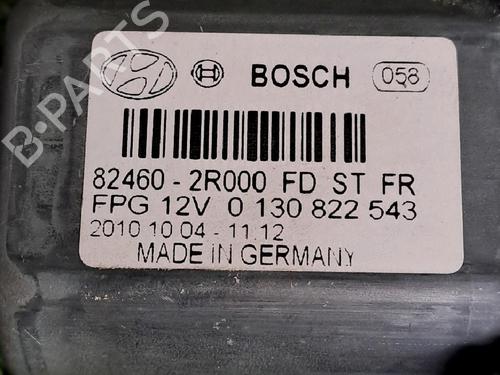 BOSCH 058
82460-2R000 FD ST FR
FPG 12V 0 130 822 543
2010 10 04-11.12
MADE IN GERMANY
B-PARTS